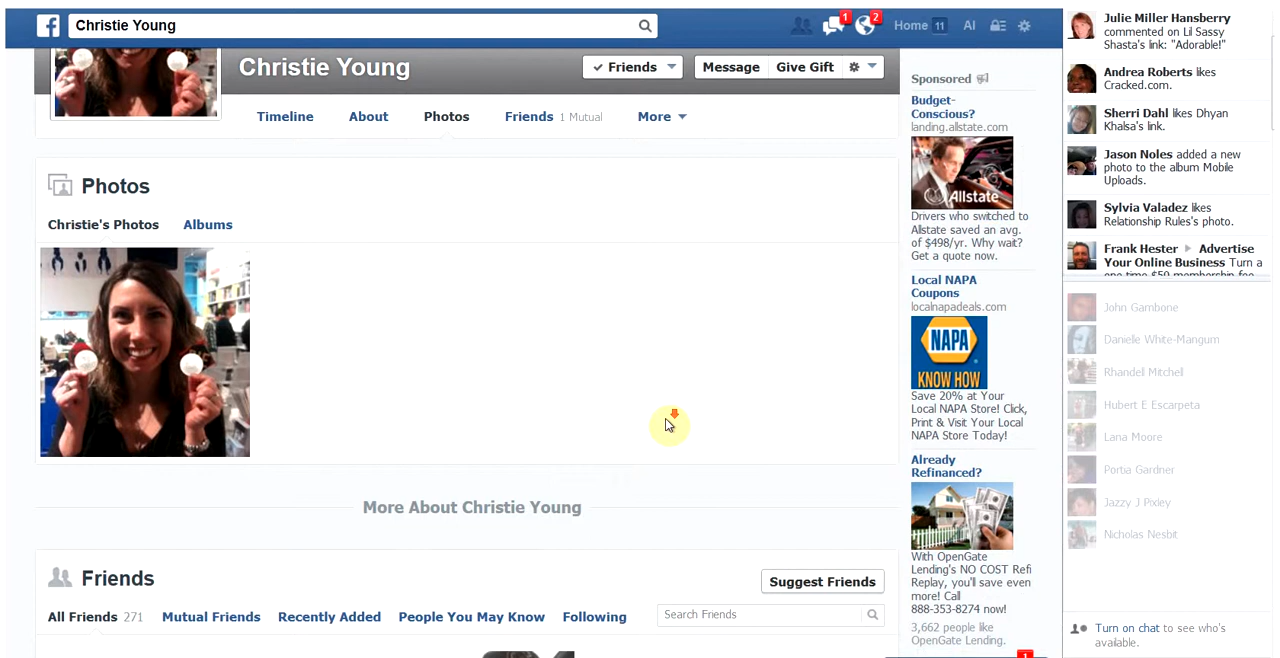 Christie Young
1
2
Home 11
AI
Christie Young
Friends
Message
Give Gift
Timeline
About
Photos
Friends 1 Mutual
More
Photos
Christie's Photos
Albums
More About Christie Young
Friends
Suggest Friends
All Friends 271
Mutual Friends
Recently Added
People You May Know
Following
Search Friends
Sponsored
Budget-
Conscious?
landing.allstate.com
Allstate
Drivers who switched to
Allstate saved an avg.
of $498/yr. Why wait?
Get a quote now.
Local NAPA
Coupons
localnapadeals.com
NAPA
KNOW HOW
Save 20% at Your
Local NAPA Store! Click,
Print & Visit Your Local
NAPA Store Today!
Already
Refinanced?
With OpenGate
Lending's NO COST Refi
Replay, you'll save even
more! Call
888-353-8274 now!
3,662 people like
OpenGate Lending.
1
Julie Miller Hansberry
commented on Lil Sassy
Shasta's link: "Adorable!"
Andrea Roberts likes
Cracked.com.
Sherri Dahl likes Dhyan
Khalsa's link.
Jason Noles added a new
photo to the album Mobile
Uploads.
Sylvia Valadez likes
Relationship Rules's photo.
Frank Hester Advertise
Your Online Business Turn a
one time $59 membership fee
John Gambone
Danielle White-Mangum
Rhandell Mitchell
Hubert E Escarpeta
Lana Moore
Portia Gardner
Jazzy J Pixley
Nicholas Nesbit
Turn on chat to see who's
available.